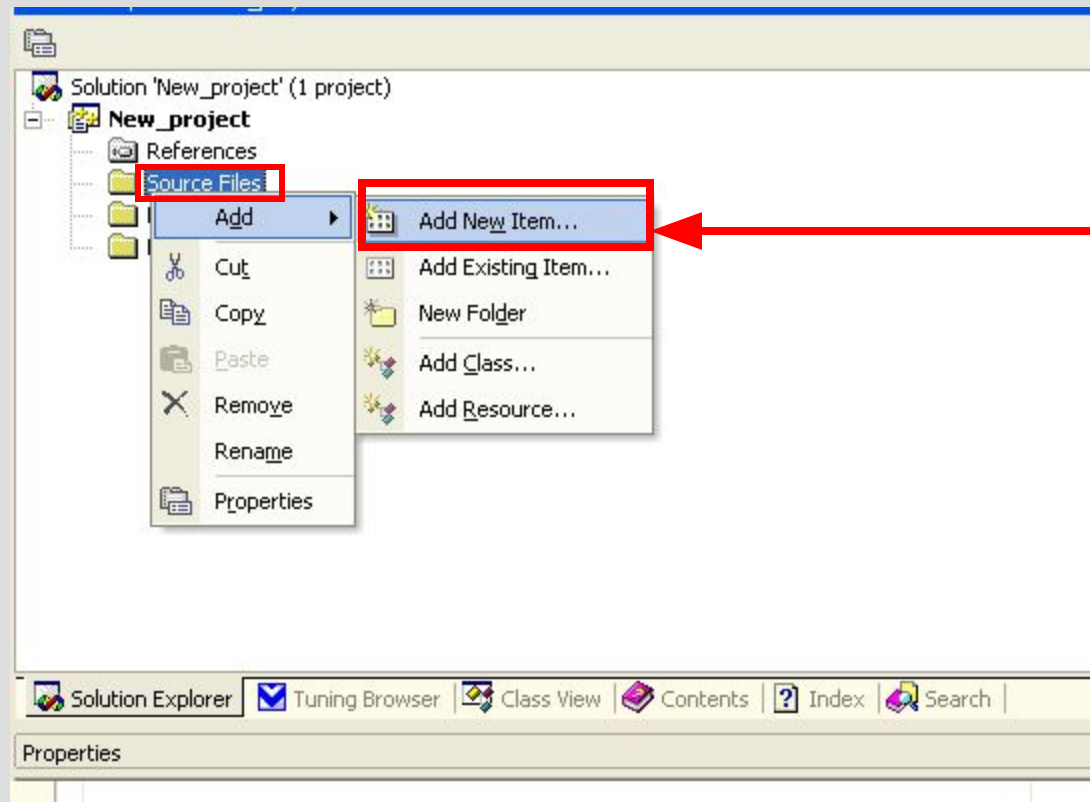 Solution 'New_project' (1 project)
New_project
References
Source Files
Add
Cut
Copy
Paste
Remove
Rename
Properties
Add New Item...
Add Existing Item...
New Folder
Add Class...
Add Resource...
Solution Explorer
Tuning Browser
Class View
Contents
Index
Search
Properties